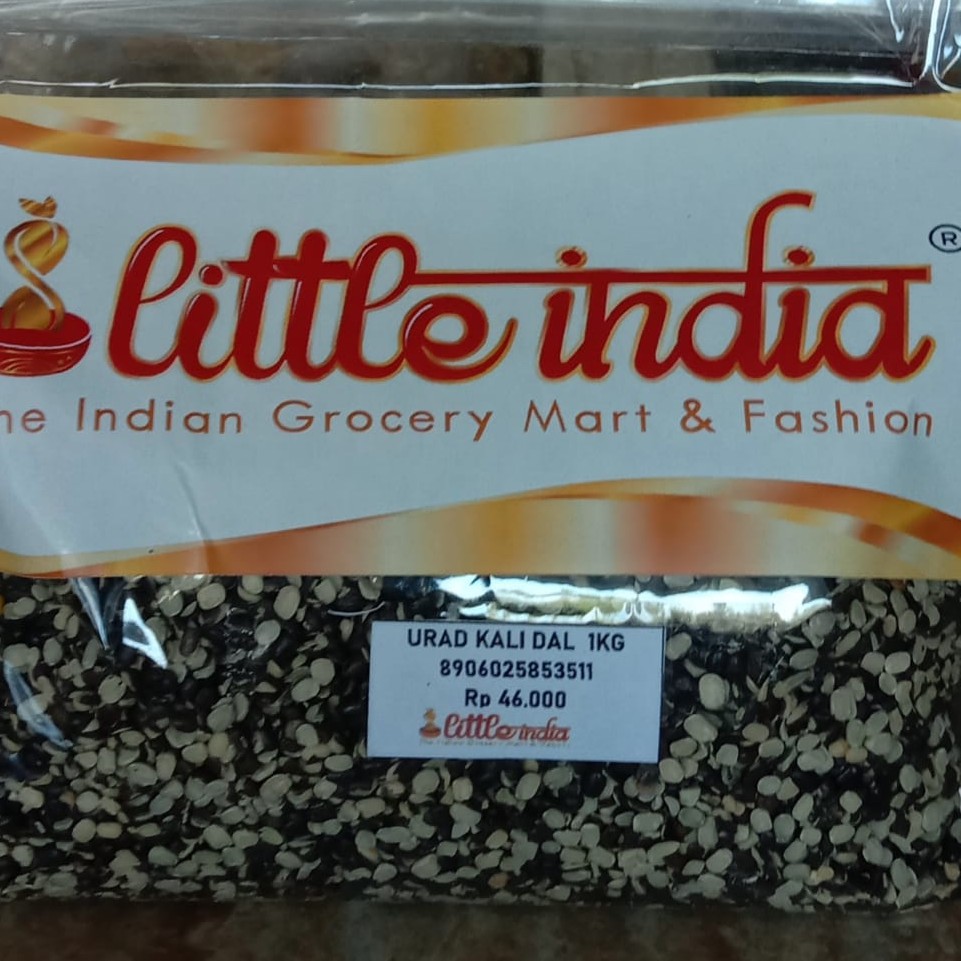 little india ®
he Indian Grocery Mart & Fashion
URAD KALI DAL 1KG
8906025853511
Rp 46.000
little india